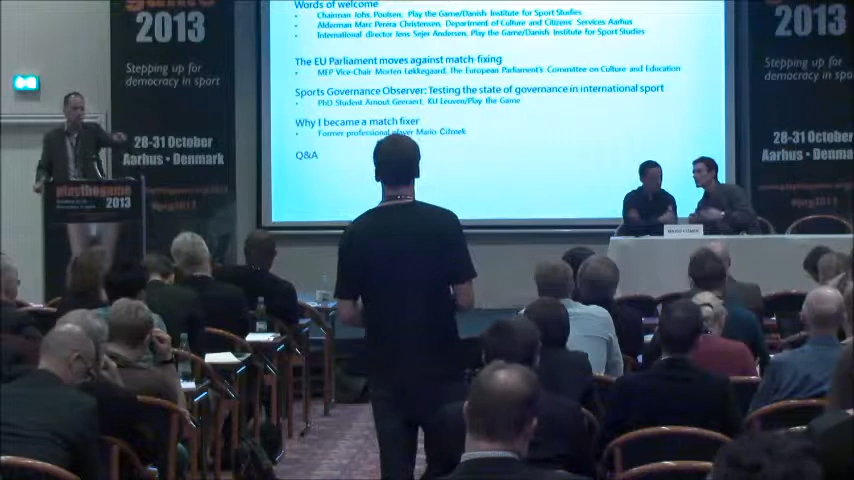 game
2013
Stepping up for
democracy in sport
28-31 October
Aarhus • Denmark
playthegame
2013
Words of welcome
• Chairman Johs. Poulsen, Play the Game/Danish Institute for Sport Studies
• Alderman Marc Perera Christensen, Department of Culture and Citizens' Services Aarhus
• International director Jens Sejer Andersen, Play the Game/Danish Institute for Sport Studies
The EU Parliament moves against match-fixing
• MEP Vice-Chair Morten Løkkegaard, The European Parliament's Committee on Culture and Education
Sports Governance Observer: Testing the state of governance in international sport
• PhD Student Arnout Geeraert, KU Leuven/Play the Game
Why I became a match fixer
• Former professional player Mario Čižmek
Q&A
MARIO CIZMEK
2013
Stepping up for
democracy in sport
28-31 October
Aarhus • Denma